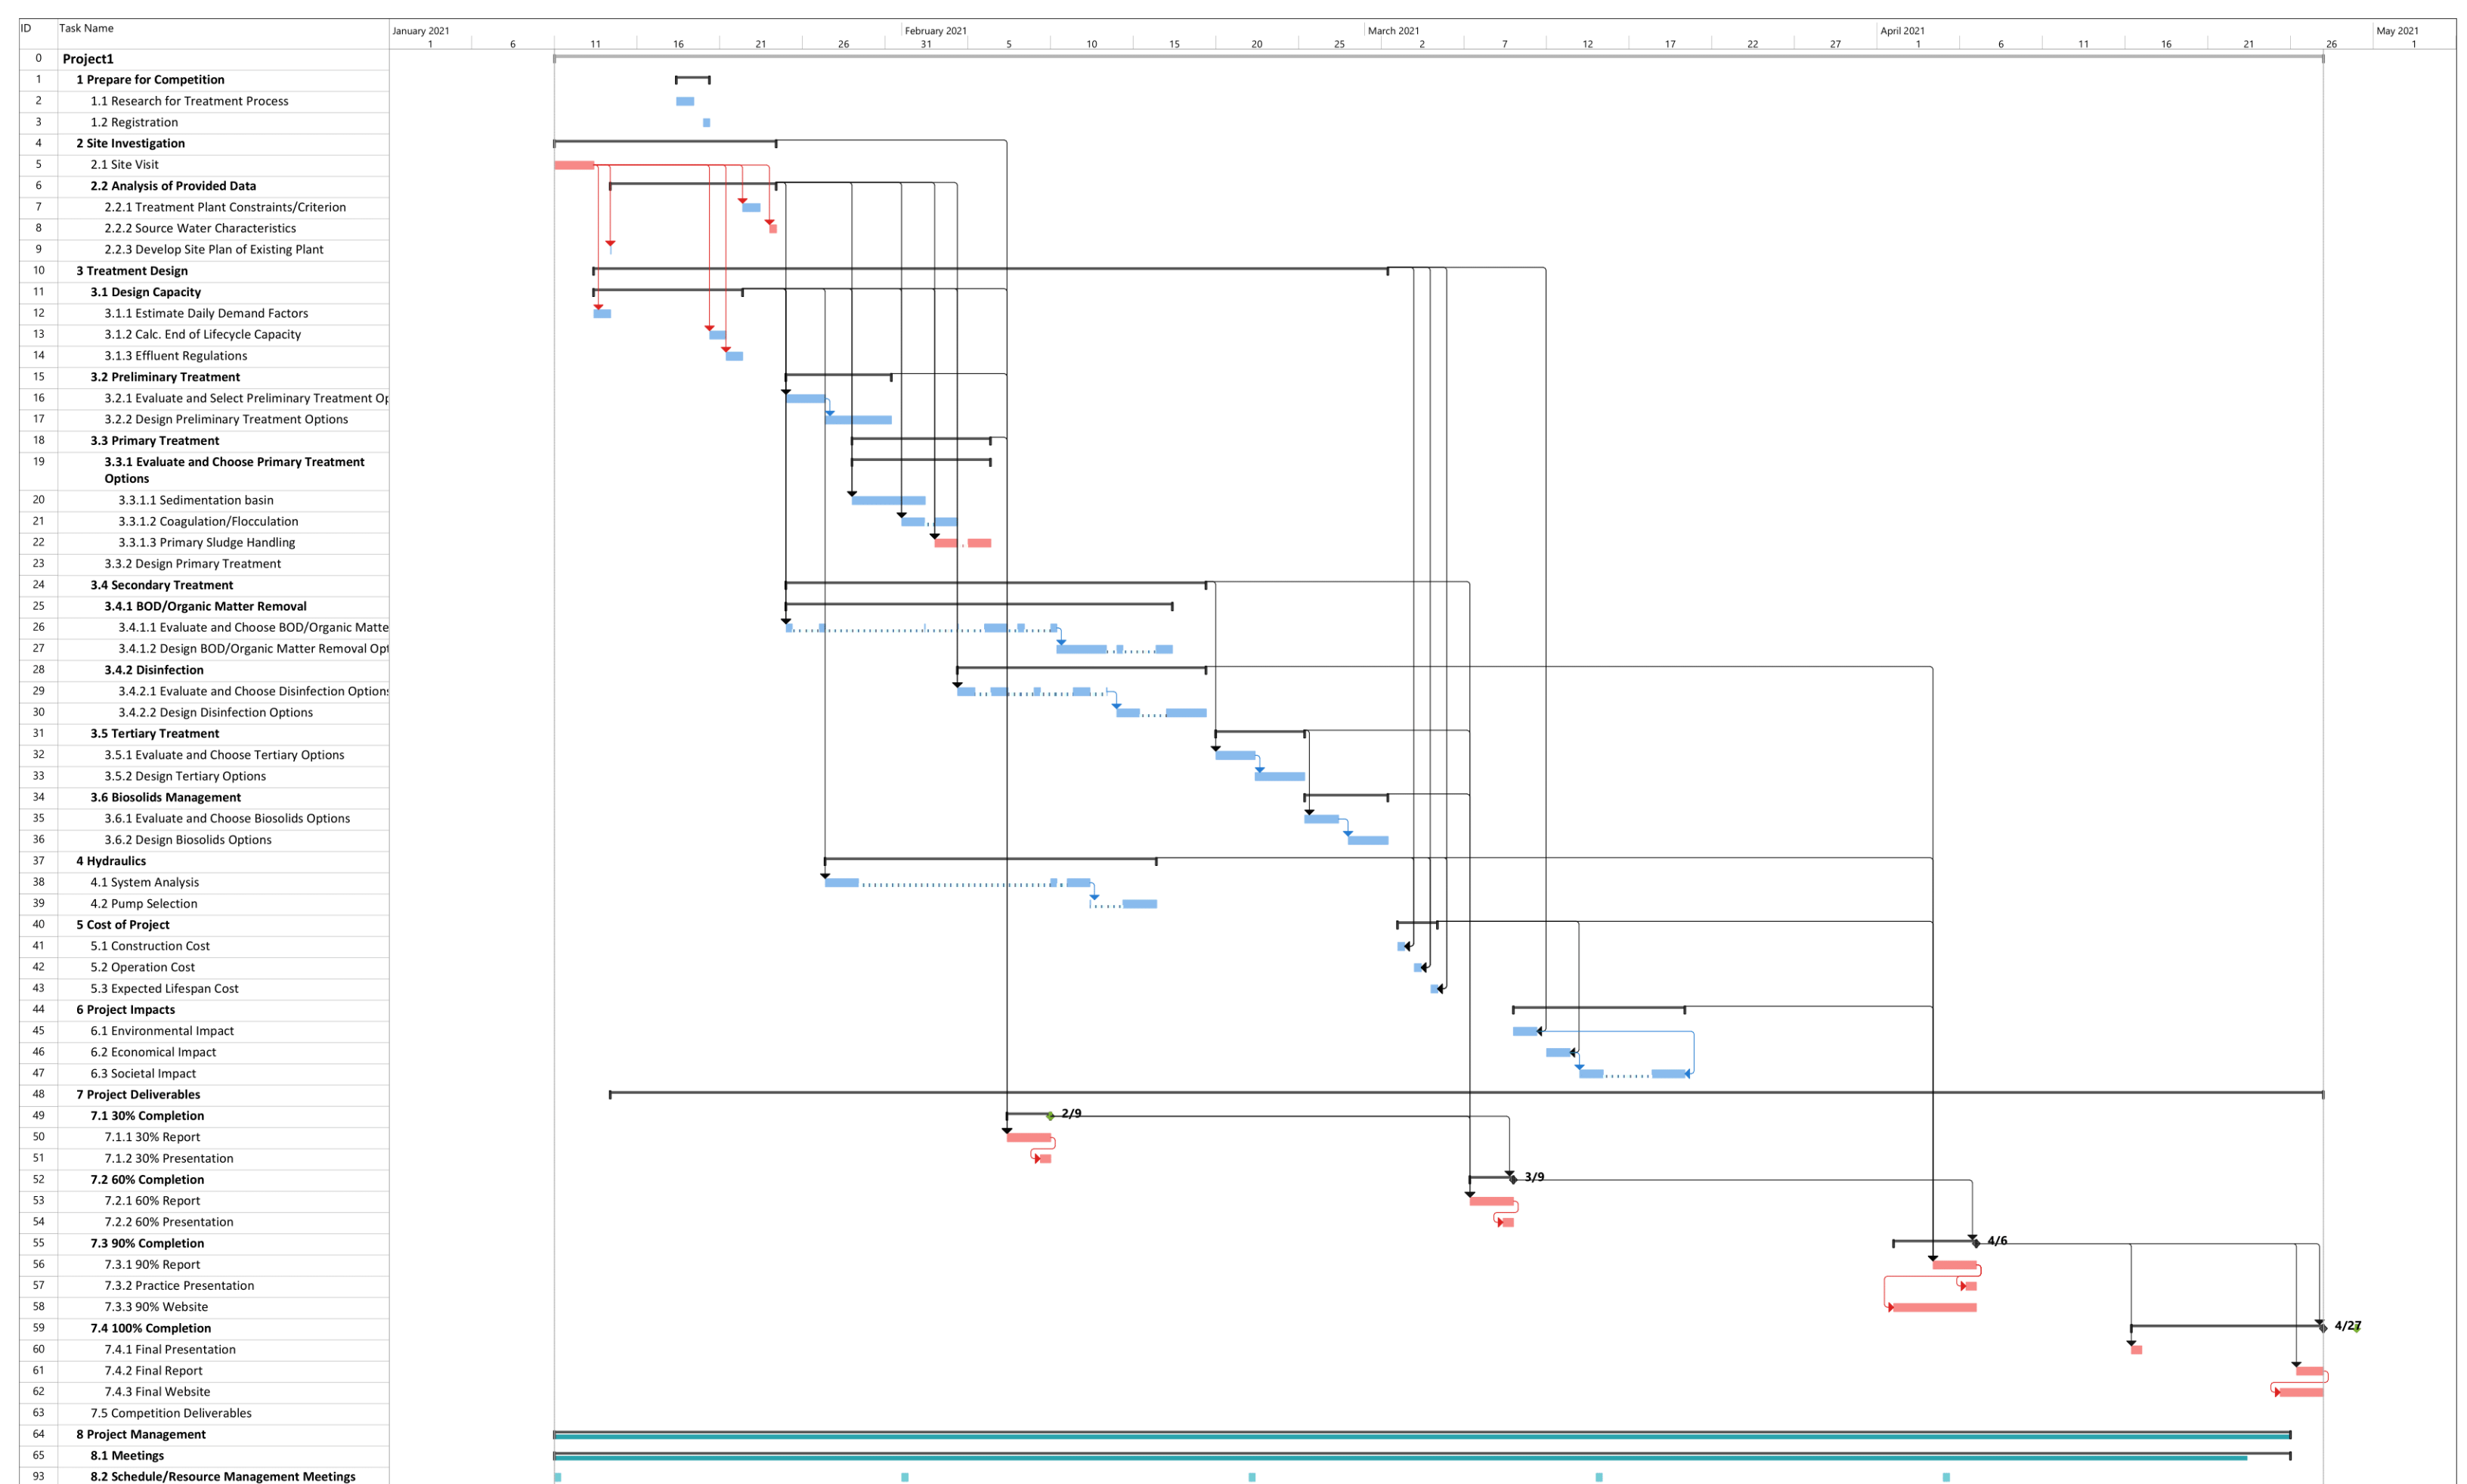 ID Task Name January 2021 February 2021 March 2021 April 2021 May 2021
1 6 11 16 21 26 31 5 10 15 20 25 2 7 12 17 22 27 1 6 11 16 21 26 1
0 Project1
1 1 Prepare for Competition
2 1.1 Research for Treatment Process
3 1.2 Registration
4 2 Site Investigation
5 2.1 Site Visit
6 2.2 Analysis of Provided Data
7 2.2.1 Treatment Plant Constraints/Criterion
8 2.2.2 Source Water Characteristics
9 2.2.3 Develop Site Plan of Existing Plant
10 3 Treatment Design
11 3.1 Design Capacity
12 3.1.1 Estimate Daily Demand Factors
13 3.1.2 Calc. End of Lifecycle Capacity
14 3.1.3 Effluent Regulations
15 3.2 Preliminary Treatment
16 3.2.1 Evaluate and Select Preliminary Treatment Op
17 3.2.2 Design Preliminary Treatment Options
18 3.3 Primary Treatment
19 3.3.1 Evaluate and Choose Primary Treatment
Options
20 3.3.1.1 Sedimentation basin
21 3.3.1.2 Coagulation/Flocculation
22 3.3.1.3 Primary Sludge Handling
23 3.3.2 Design Primary Treatment
24 3.4 Secondary Treatment
25 3.4.1 BOD/Organic Matter Removal
26 3.4.1.1 Evaluate and Choose BOD/Organic Matte
27 3.4.1.2 Design BOD/Organic Matter Removal Opt
28 3.4.2 Disinfection
29 3.4.2.1 Evaluate and Choose Disinfection Options
30 3.4.2.2 Design Disinfection Options
31 3.5 Tertiary Treatment
32 3.5.1 Evaluate and Choose Tertiary Options
33 3.5.2 Design Tertiary Options
34 3.6 Biosolids Management
35 3.6.1 Evaluate and Choose Biosolids Options
36 3.6.2 Design Biosolids Options
37 4 Hydraulics
38 4.1 System Analysis
39 4.2 Pump Selection
40 5 Cost of Project
41 5.1 Construction Cost
42 5.2 Operation Cost
43 5.3 Expected Lifespan Cost
44 6 Project Impacts
45 6.1 Environmental Impact
46 6.2 Economical Impact
47 6.3 Societal Impact
48 7 Project Deliverables
49 7.1 30% Completion 2/9
50 7.1.1 30% Report
51 7.1.2 30% Presentation
52 7.2 60% Completion 3/9
53 7.2.1 60% Report
54 7.2.2 60% Presentation
55 7.3 90% Completion 4/6
56 7.3.1 90% Report
57 7.3.2 Practice Presentation
58 7.3.3 90% Website
59 7.4 100% Completion 4/27
60 7.4.1 Final Presentation
61 7.4.2 Final Report
62 7.4.3 Final Website
63 7.5 Competition Deliverables
64 8 Project Management
65 8.1 Meetings
93 8.2 Schedule/Resource Management Meetings